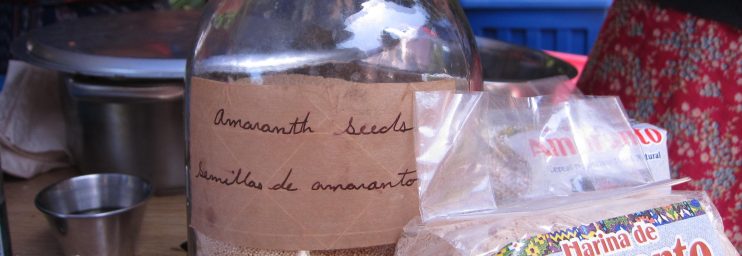 Amaranth Seeds
Semillas de amaranto
Amaranto
Harina de